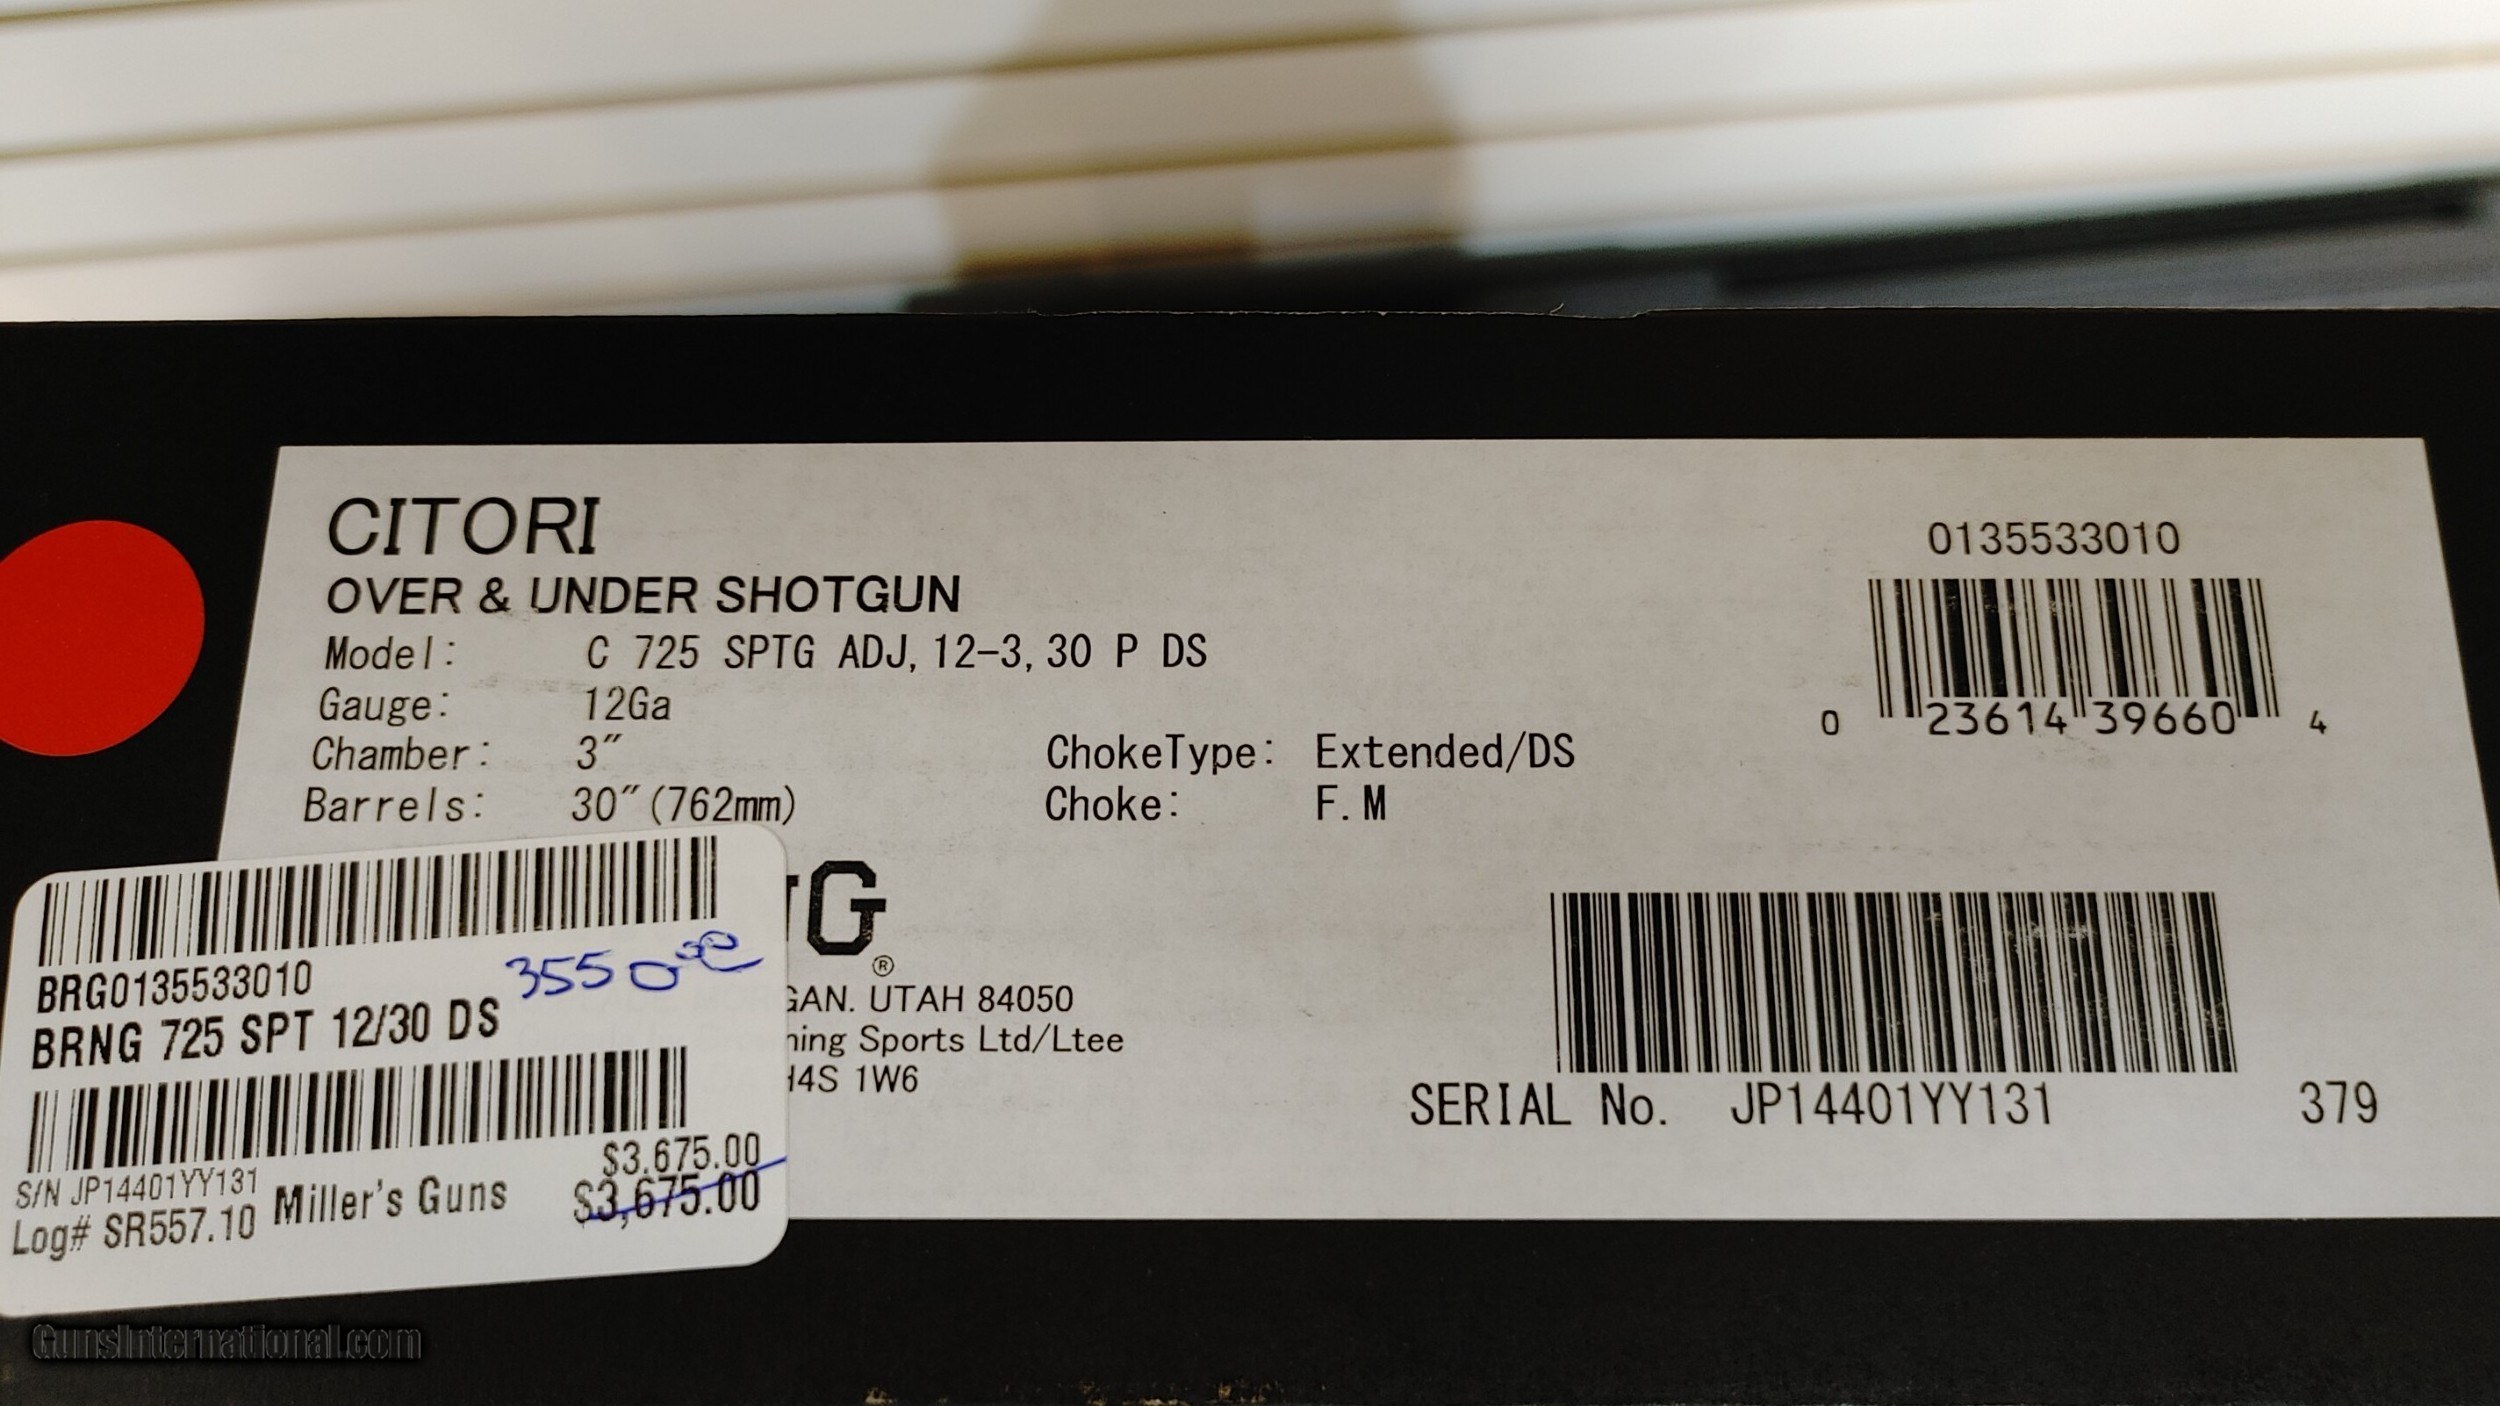 CITORI
OVER & UNDER SHOTGUN
Model: C 725 SPTG ADJ, 12-3, 30 P DS
Gauge: 12Ga
Chamber: 3"
Barrels: 30" (762mm)
ChokeType: Extended/DS
Choke: F. M
0135533010
0 23614 39660 4
G®
GAN. UTAH 84050
ning Sports Ltd/Ltee
H4S 1W6
SERIAL No. JP14401YY131 379
BRG0135533010
3550.00
BRNG 725 SPT 12/30 DS
$3.675.00
S/N JP14401YY131
Miller's Guns $3,675.00
Log# SR557.10
GunsInternational.com